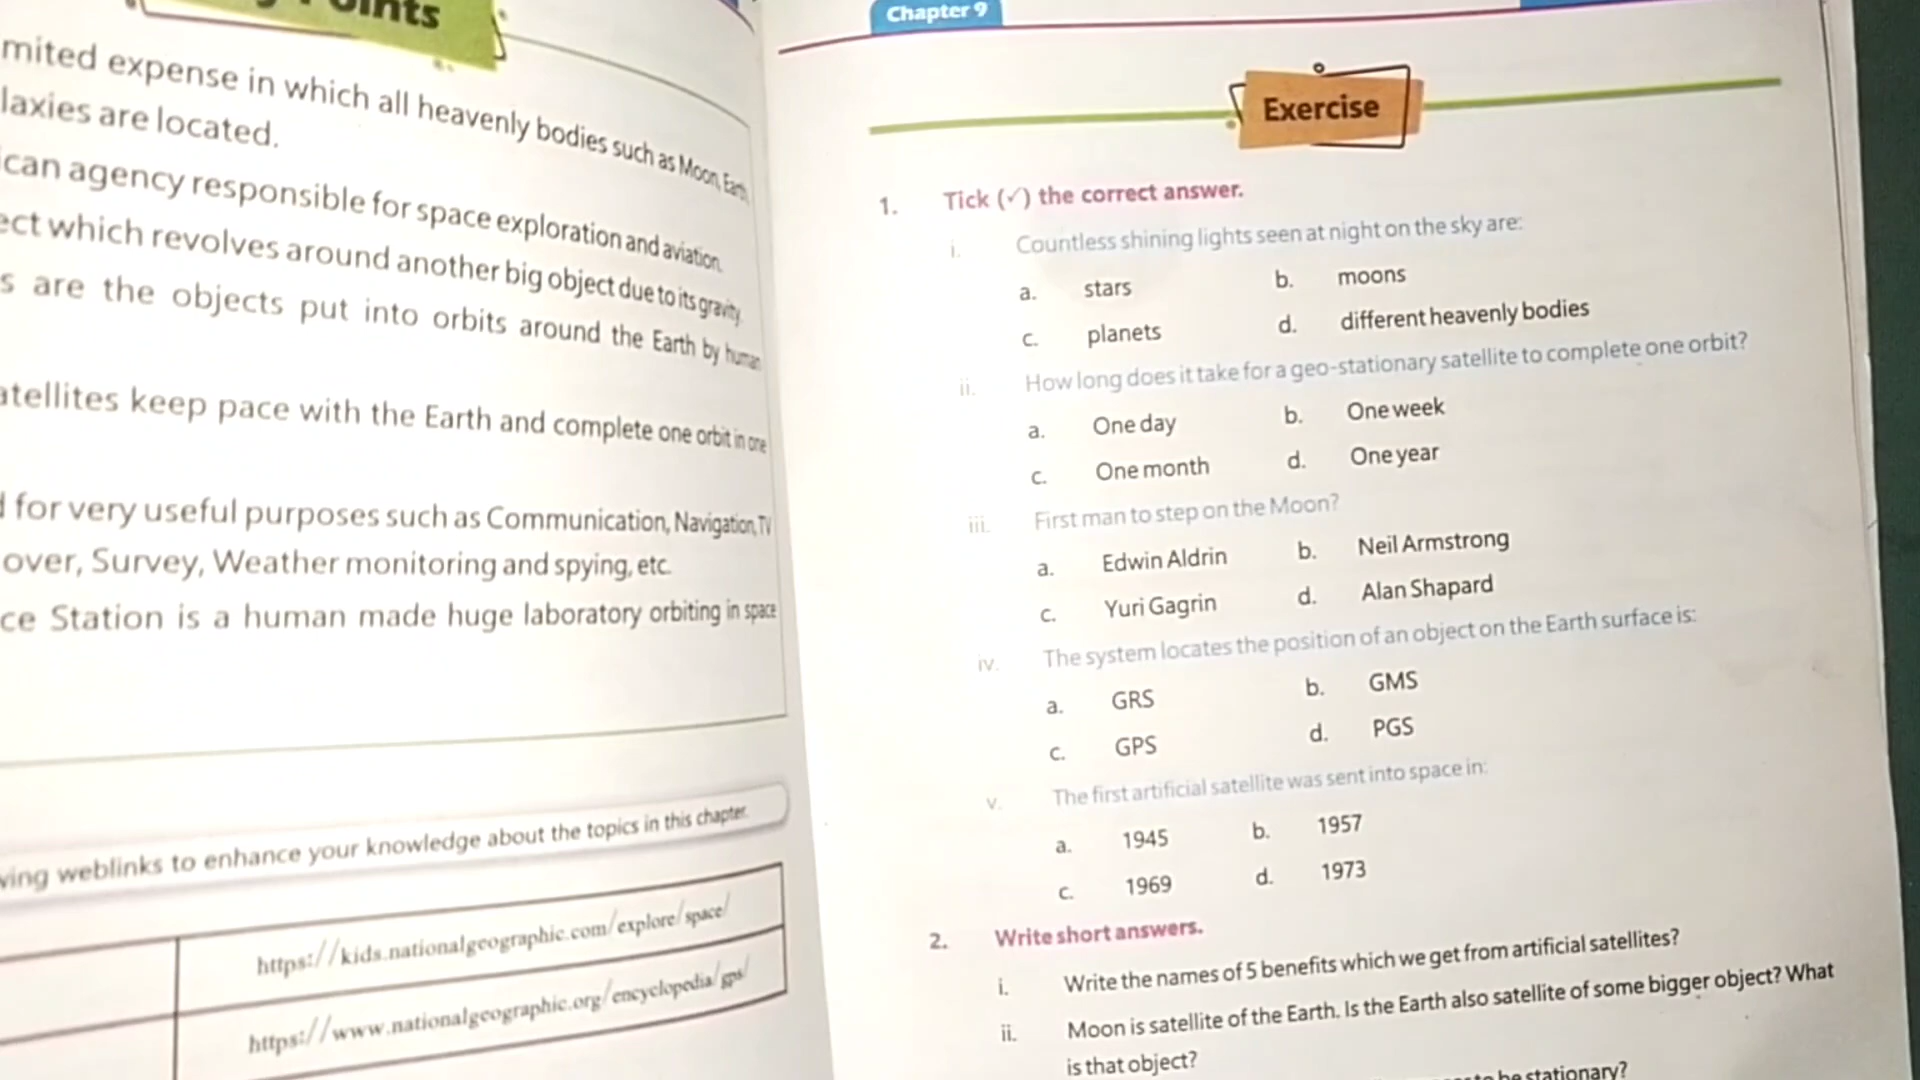 Points
mited expense in which all heavenly bodies such as Moon, Earth,
laxies are located.
can agency responsible for space exploration and aviation.
ect which revolves around another big object due to its gravity.
s are the objects put into orbits around the Earth by human
atellites keep pace with the Earth and complete one orbit in one
for very useful purposes such as Communication, Navigation, TV
over, Survey, Weather monitoring and spying, etc.
ce Station is a human made huge laboratory orbiting in space
ving weblinks to enhance your knowledge about the topics in this chapter.
https://kids.nationalgeographic.com/explore/space/
https://www.nationalgeographic.org/encyclopedia/gps/
Chapter 9
Exercise
1. Tick (✓) the correct answer.
i. Countless shining lights seen at night on the sky are:
a. stars b. moons
c. planets d. different heavenly bodies
ii. How long does it take for a geo-stationary satellite to complete one orbit?
a. One day b. One week
c. One month d. One year
iii. First man to step on the Moon?
a. Edwin Aldrin b. Neil Armstrong
c. Yuri Gagrin d. Alan Shapard
iv. The system locates the position of an object on the Earth surface is:
a. GRS b. GMS
c. GPS d. PGS
v. The first artificial satellite was sent into space in:
a. 1945 b. 1957
c. 1969 d. 1973
2. Write short answers.
i. Write the names of 5 benefits which we get from artificial satellites?
ii. Moon is satellite of the Earth. Is the Earth also satellite of some bigger object? What
is that object?
be stationary?